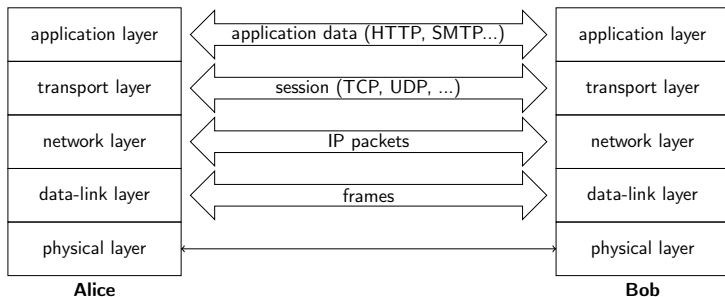 application layer
application data (HTTP, SMTP...)
application layer
transport layer
session (TCP, UDP, ...)
transport layer
network layer
IP packets
network layer
data-link layer
frames
data-link layer
physical layer
physical layer
Alice
Bob